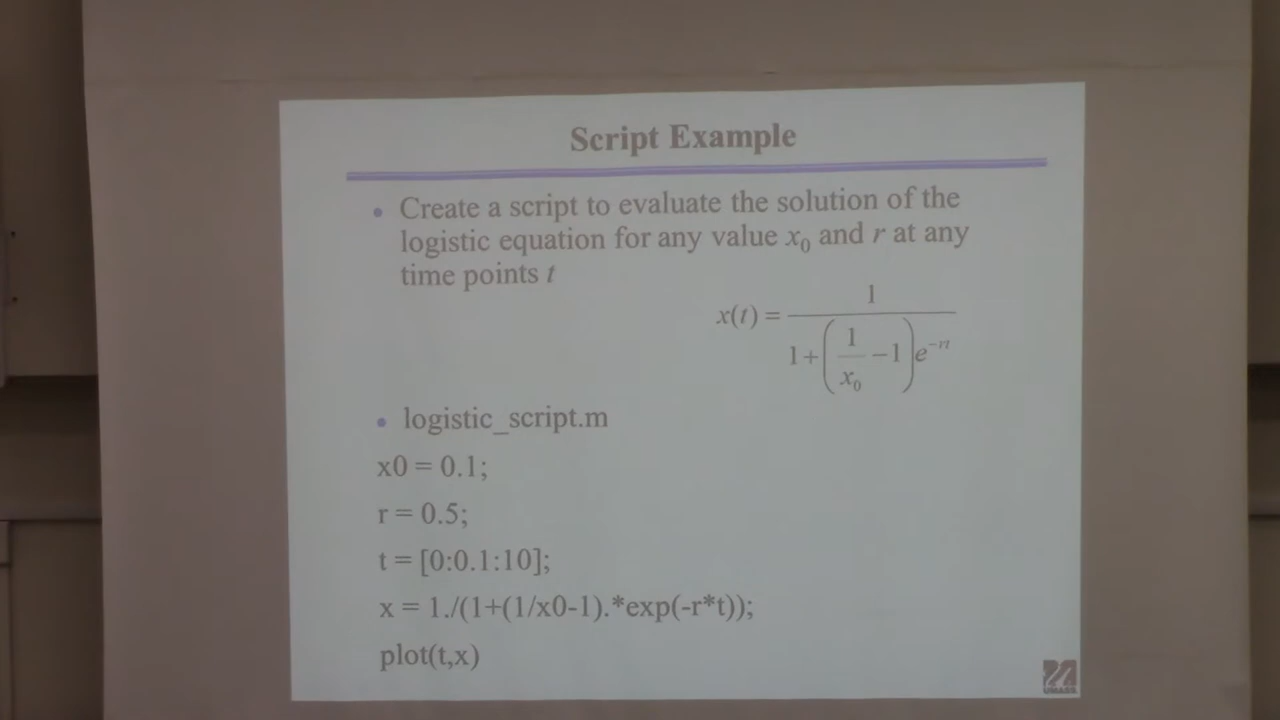 Script Example
• Create a script to evaluate the solution of the
logistic equation for any value x₀ and r at any
time points t
x(t) = 1 / (1 + (1/x₀ − 1) e^(−rt))
• logistic_script.m
x0 = 0.1;
r = 0.5;
t = [0:0.1:10];
x = 1./(1+(1/x0-1).*exp(-r*t));
plot(t,x)
UMASS